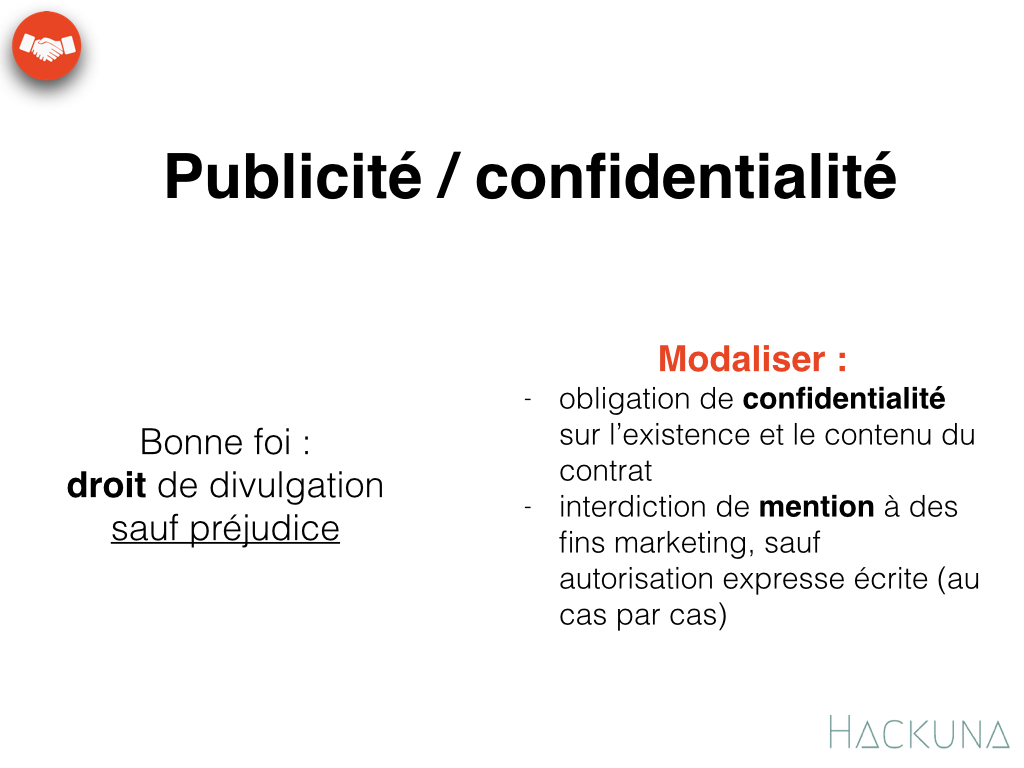 Publicité / confidentialité
Bonne foi :
droit de divulgation
sauf préjudice
Modaliser :
- obligation de confidentialité
sur l’existence et le contenu du
contrat
- interdiction de mention à des
fins marketing, sauf
autorisation expresse écrite (au
cas par cas)
HACKUNA